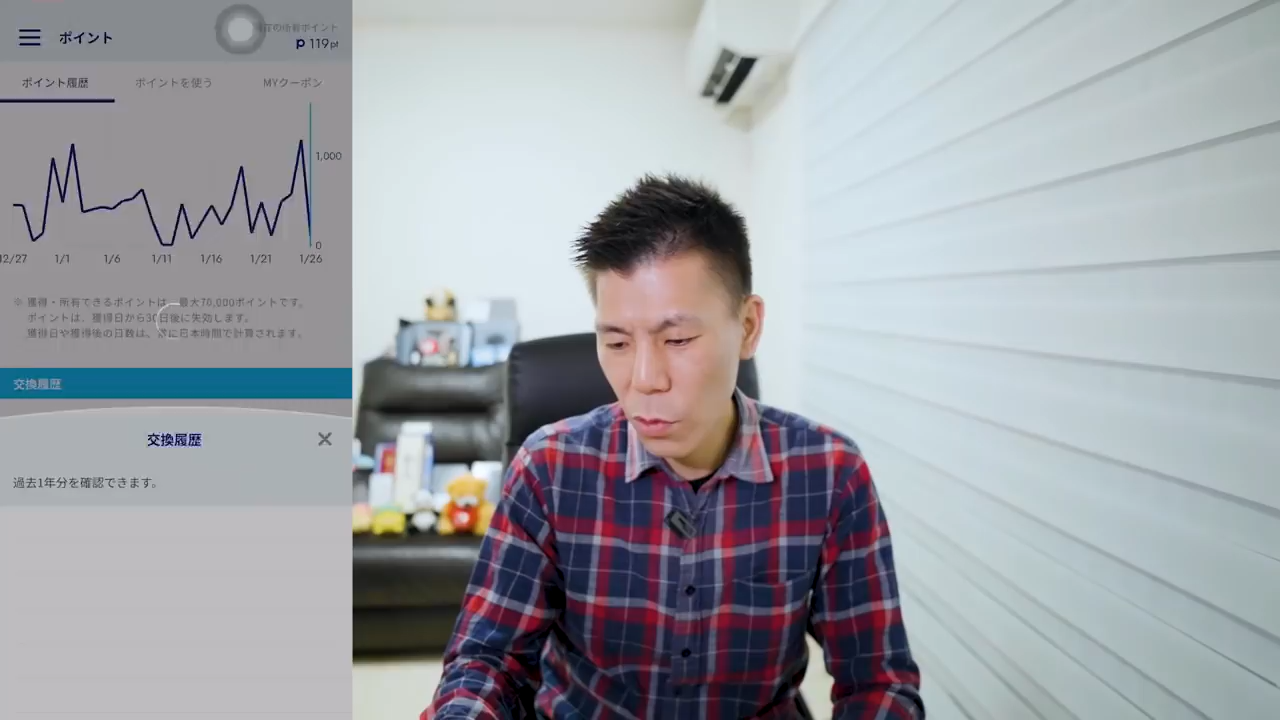 ポイント
P 119pt
ポイント履歴 ポイントを使う MYクーポン
1,000
0
12/27 1/1 1/6 1/11 1/16 1/21 1/26
※ 獲得・所有できるポイントは、最大70,000ポイントです。
ポイントは、獲得日から30日後に失効します。
獲得日や獲得後の日数は、常に日本時間で計算されます。
交換履歴
交換履歴 ×
過去1年分を確認できます。